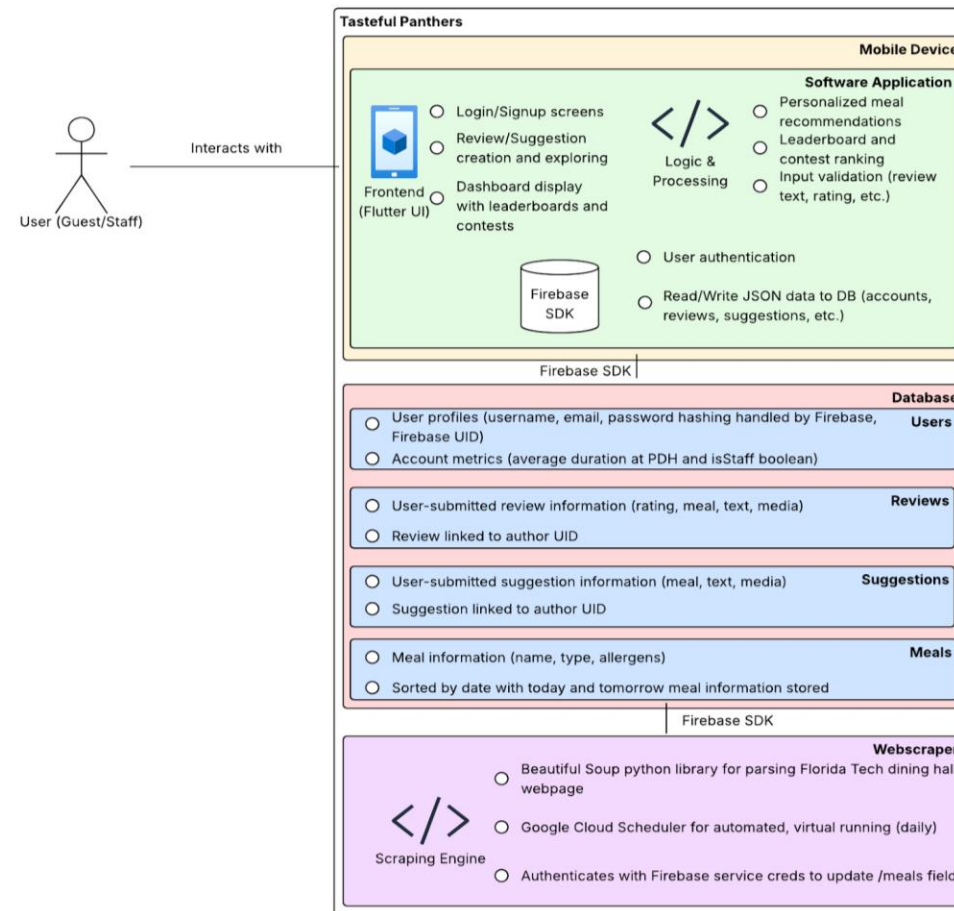 Tasteful Panthers
Mobile Device
Software Application
Login/Signup screens
Review/Suggestion
creation and exploring
Dashboard display
with leaderboards and
contests
Frontend
(Flutter UI)
Logic &
Processing
Personalized meal
recommendations
Leaderboard and
contest ranking
Input validation (review
text, rating, etc.)
Interacts with
User (Guest/Staff)
Firebase
SDK
User authentication
Read/Write JSON data to DB (accounts,
reviews, suggestions, etc.)
Firebase SDK
Database
Users
User profiles (username, email, password hashing handled by Firebase,
Firebase UID)
Account metrics (average duration at PDH and isStaff boolean)
Reviews
User-submitted review information (rating, meal, text, media)
Review linked to author UID
Suggestions
User-submitted suggestion information (meal, text, media)
Suggestion linked to author UID
Meals
Meal information (name, type, allergens)
Sorted by date with today and tomorrow meal information stored
Firebase SDK
Webscraper
Beautiful Soup python library for parsing Florida Tech dining hall
webpage
Google Cloud Scheduler for automated, virtual running (daily)
Scraping Engine
Authenticates with Firebase service creds to update /meals field